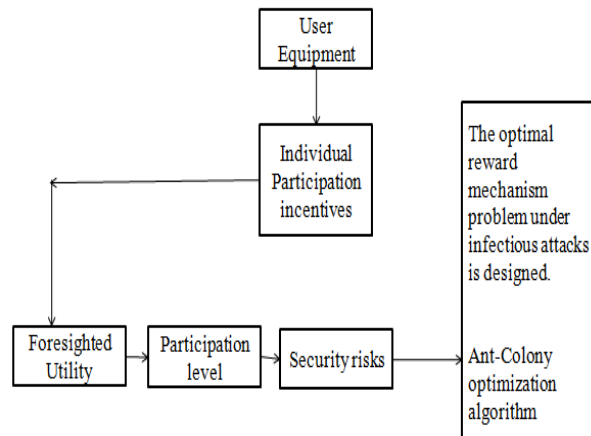 User
Equipment
Individual
Participation
incentives
The optimal
reward
mechanism
problem under
infectious attacks
is designed.
Ant-Colony
optimization
algorithm
Foresighted
Utility
Participation
level
Security risks